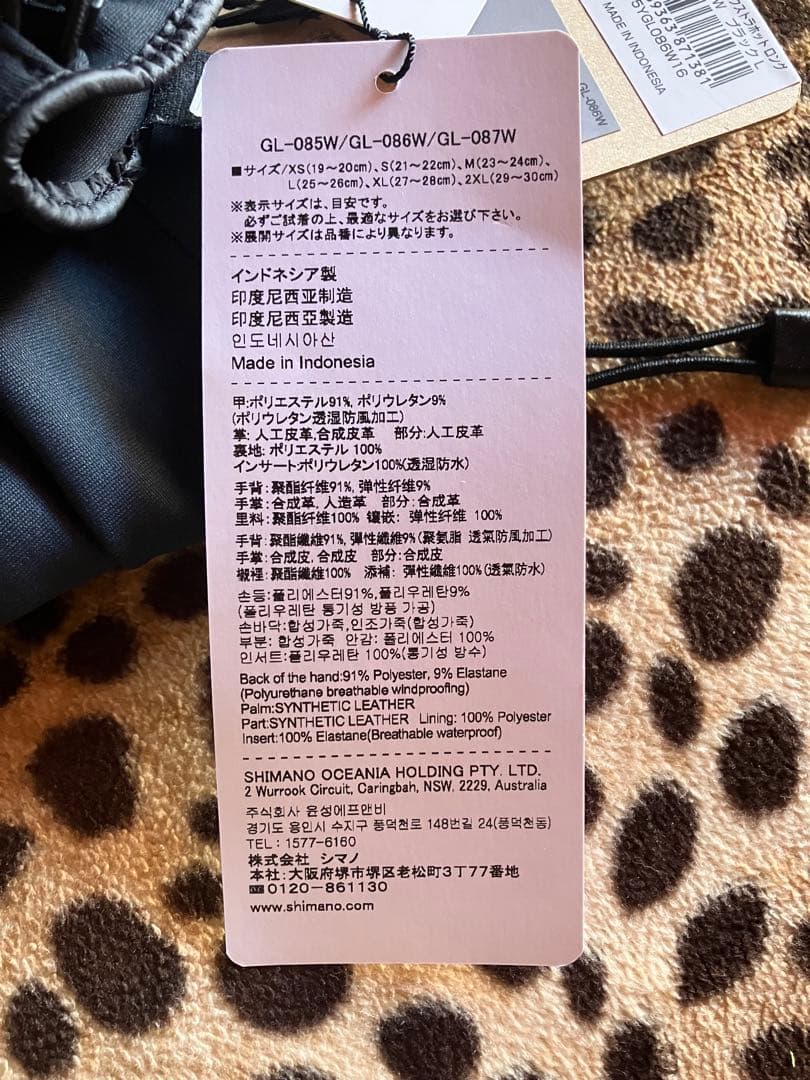 GL-085W/GL-086W/GL-087W
■サイズ/XS(19〜20cm)、S(21〜22cm)、M(23〜24cm)、
L(25〜26cm)、XL(27〜28cm)、2XL(29〜30cm)
※表示サイズは、目安です。
必ずご試着の上、最適なサイズをお選び下さい。
※展開サイズは品番により異なります。
インドネシア製
印度尼西亚制造
印度尼西亞製造
인도네시아산
Made in Indonesia
甲:ポリエステル91%, ポリウレタン9%
(ポリウレタン透湿防風加工)
掌: 人工皮革,合成皮革 部分:人工皮革
裏地: ポリエステル 100%
インサート:ポリウレタン100%(透湿防水)
手背:聚酯纤维91%, 弹性纤维9%
手掌:合成革, 人造革 部分:合成革
里料:聚酯纤维100% 镶嵌: 弹性纤维 100%
手背:聚酯纖維91%, 彈性纖維9%(聚氨脂 透氣防風加工)
手掌:合成皮, 合成皮 部分:合成皮
襯裡:聚酯纖維100% 添補: 彈性纖維100%(透氣防水)
손등:폴리에스터91%,폴리우레탄9%
(폴리우레탄 통기성 방풍 가공)
손바닥:합성가죽,인조가죽(합성가죽)
부분: 합성가죽 안감: 폴리에스터 100%
인서트:폴리우레탄 100%(통기성 방수)
Back of the hand:91% Polyester, 9% Elastane
(Polyurethane breathable windproofing)
Palm:SYNTHETIC LEATHER
Part:SYNTHETIC LEATHER Lining: 100% Polyester
Insert:100% Elastane(Breathable waterproof)
SHIMANO OCEANIA HOLDING PTY. LTD.
2 Wurrook Circuit, Caringbah, NSW, 2229, Australia
주식회사 윤성에프앤비
경기도 용인시 수지구 풍덕천로 148번길 24(풍덕천동)
TEL : 1577-6160
株式会社 シマノ
本社:大阪府堺市堺区老松町3丁77番地
0120-861130
www.shimano.com
ロング
ブラック L
5YGL086W16
MADE IN INDONESIA
GL-086W